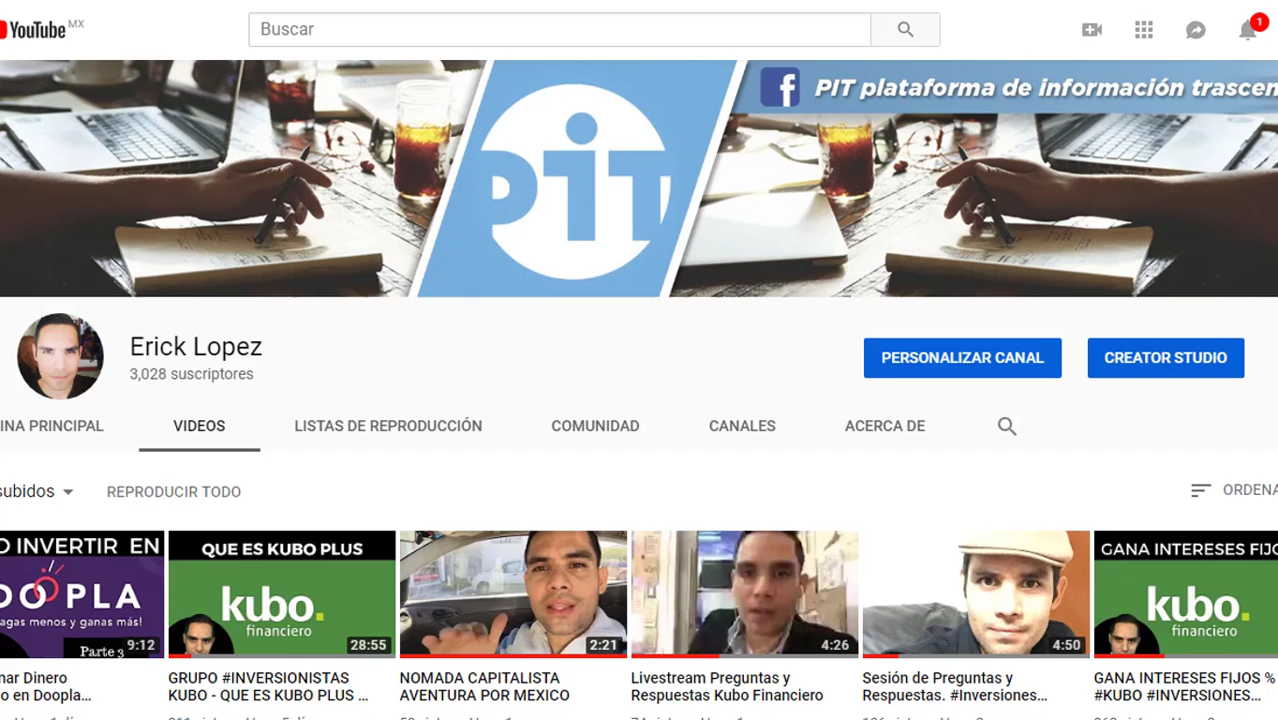 YouTube MX
Buscar
1
PIT plataforma de información trascen
PiT
Erick Lopez
3,028 suscriptores
PERSONALIZAR CANAL
CREATOR STUDIO
INA PRINCIPAL
VIDEOS
LISTAS DE REPRODUCCIÓN
COMUNIDAD
CANALES
ACERCA DE
subidos
REPRODUCIR TODO
ORDENA
O INVERTIR EN
DOOPLA
agas menos y ganas más!
Parte 3
9:12
QUE ES KUBO PLUS
kubo.
financiero
28:55
2:21
4:26
4:50
GANA INTERESES FIJO
kubo.
financiero
nar Dinero
o en Doopla...
GRUPO #INVERSIONISTAS
KUBO - QUE ES KUBO PLUS ...
NOMADA CAPITALISTA
AVENTURA POR MEXICO
Livestream Preguntas y
Respuestas Kubo Financiero
Sesión de Preguntas y
Respuestas. #Inversiones...
GANA INTERESES FIJOS %
#KUBO #INVERSIONES...